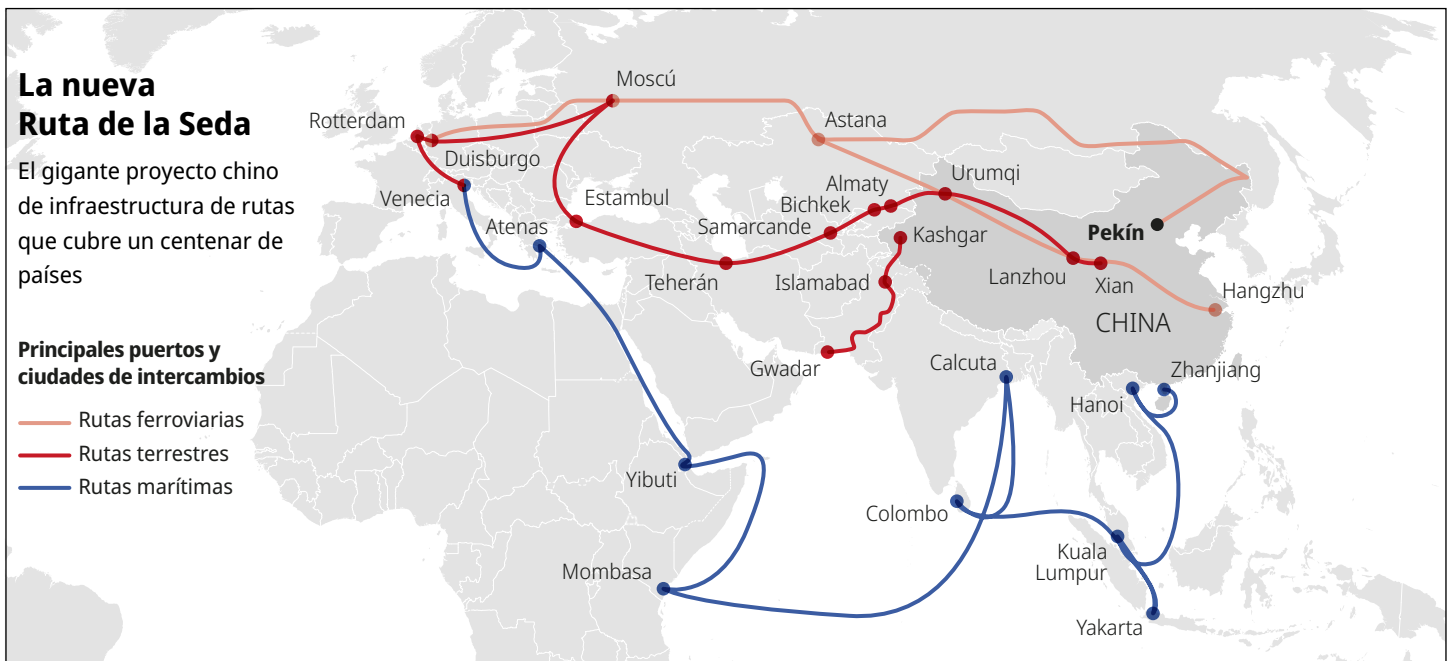 La nueva
Ruta de la Seda
El gigante proyecto chino
de infraestructura de rutas
que cubre un centenar de
países
Principales puertos y
ciudades de intercambios
Rutas ferroviarias
Rutas terrestres
Rutas marítimas
Moscú
Rotterdam
Astana
Duisburgo
Urumqi
Almaty
Venecia
Estambul
Bichkek
Atenas
Samarcande
Kashgar
Pekín
Teherán
Islamabad
Lanzhou
Xian
Hangzhu
CHINA
Gwadar
Calcuta
Zhanjiang
Hanoi
Yibuti
Colombo
Kuala
Lumpur
Mombasa
Yakarta